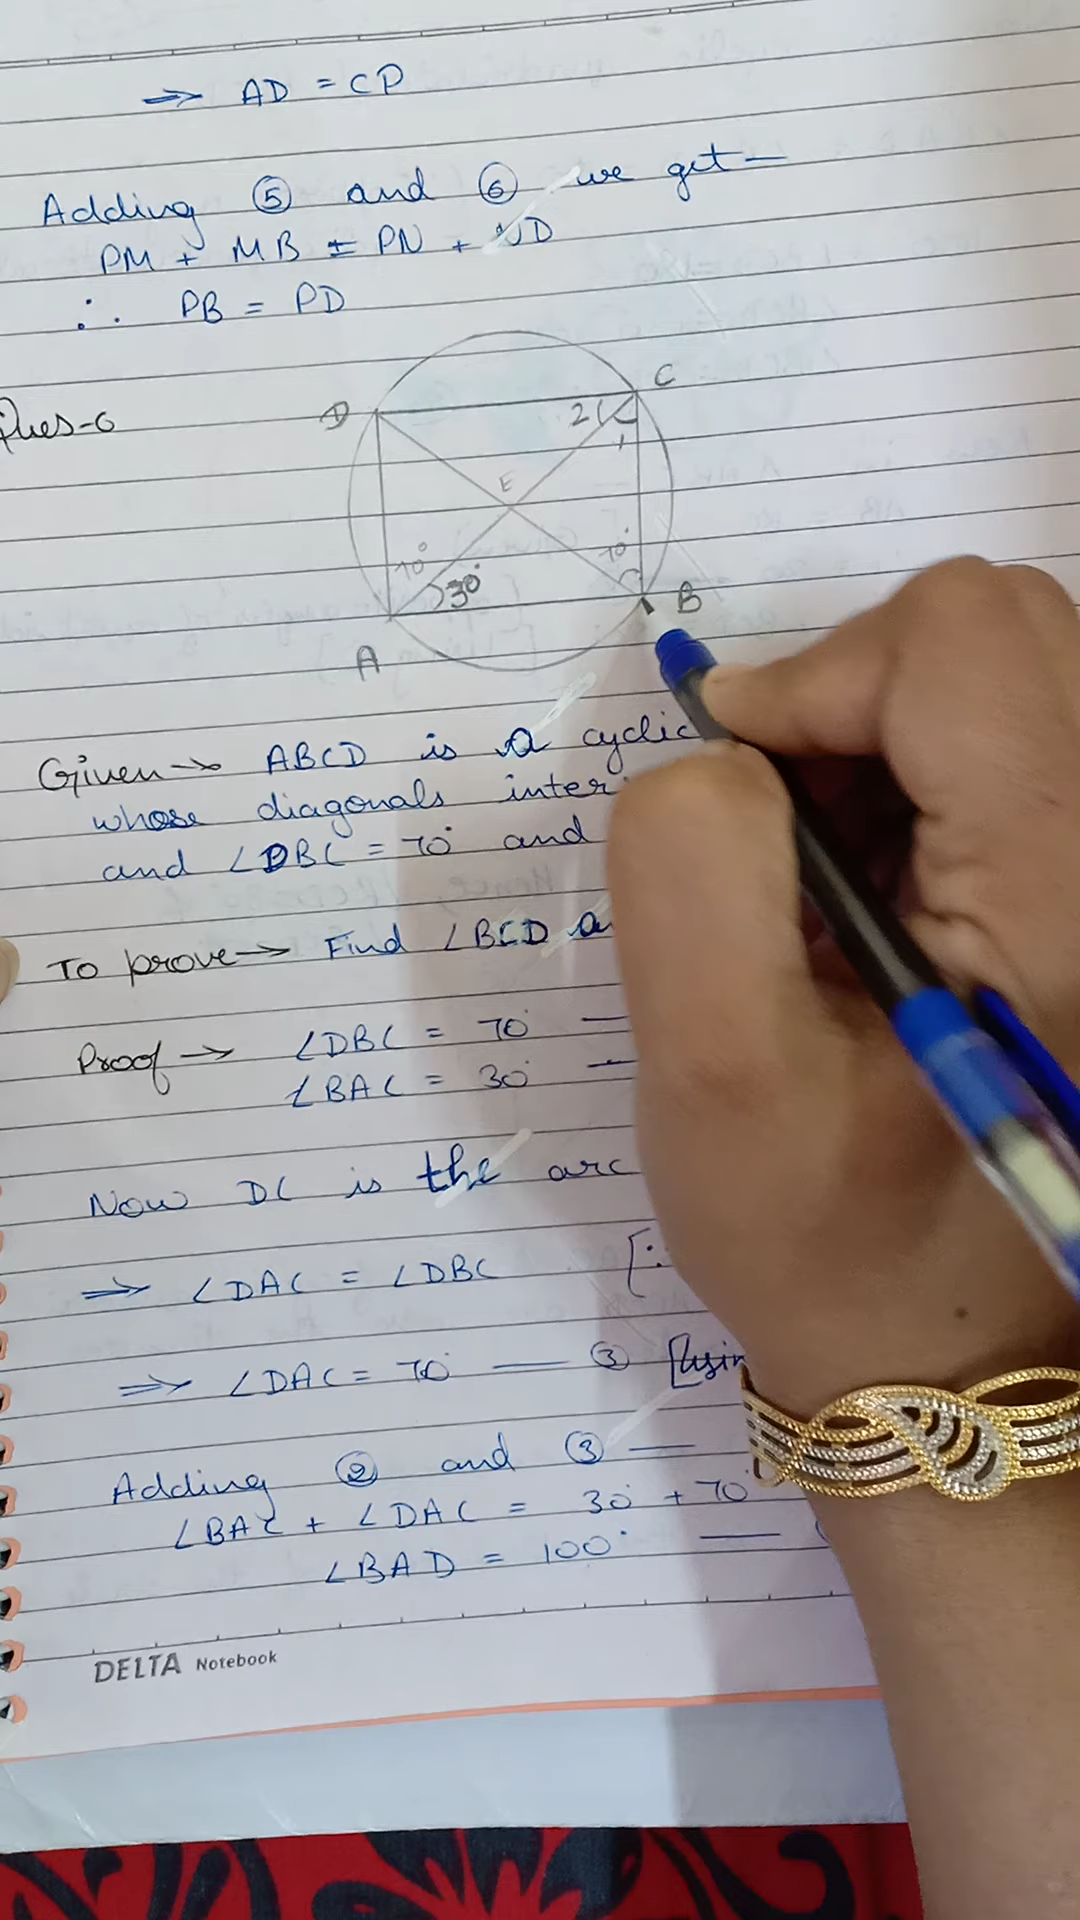 ⇒ AD = CP
Adding ⑤ and ⑥ we get —
PM + MB = PN + ND
∴ PB = PD
Ques-6
D
C
2
1
E
70°
70°
30°
B
A
Given → ABCD is a cyclic
whose diagonals inter
and ∠DBC = 70° and
To prove → Find ∠BCD
Proof → ∠DBC = 70° —
∠BAC = 30° —
Now DC is the arc
⇒ ∠DAC = ∠DBC [∵
⇒ ∠DAC = 70° — ③ [Usin
Adding ② and ③ —
∠BAC + ∠DAC = 30° + 70°
∠BAD = 100° —
DELTA Notebook